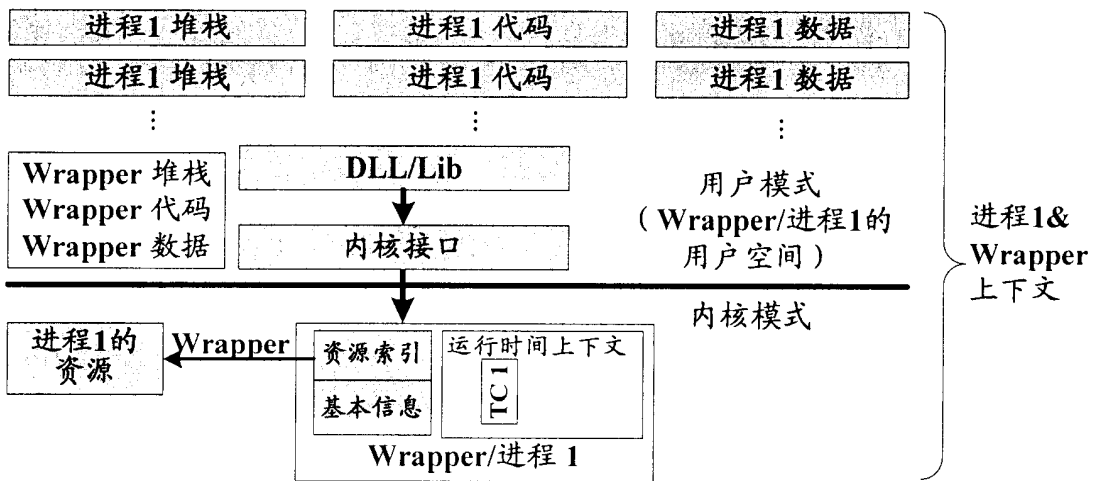 进程1 堆栈 进程1 代码 进程1 数据
进程1 堆栈 进程1 代码 进程1 数据
⋮ ⋮ ⋮
Wrapper 堆栈
Wrapper 代码
Wrapper 数据
DLL/Lib
内核接口
用户模式
（Wrapper/进程1的
用户空间）
进程1&
Wrapper
上下文
内核模式
进程1的
资源
Wrapper
资源索引
基本信息
运行时间上下文
TC 1
Wrapper/进程 1